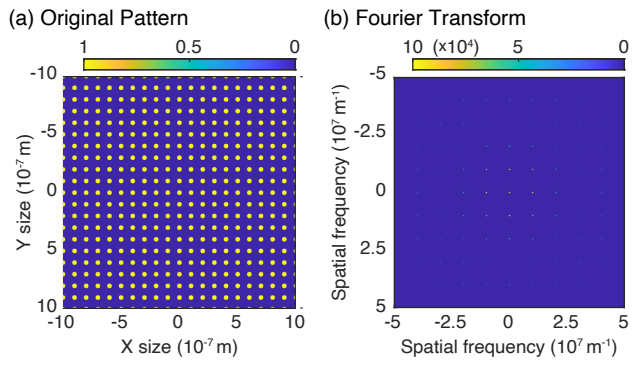 (a) Original Pattern
1 0.5 0
-10
-5
0
5
10
-10 -5 0 5 10
X size (10⁻⁷ m)
Y size (10⁻⁷ m)
(b) Fourier Transform
10 (x10⁴) 5 0
-5
-2.5
0
2.5
5
-5 -2.5 0 2.5 5
Spatial frequency (10⁷ m⁻¹)
Spatial frequency (10⁷ m⁻¹)